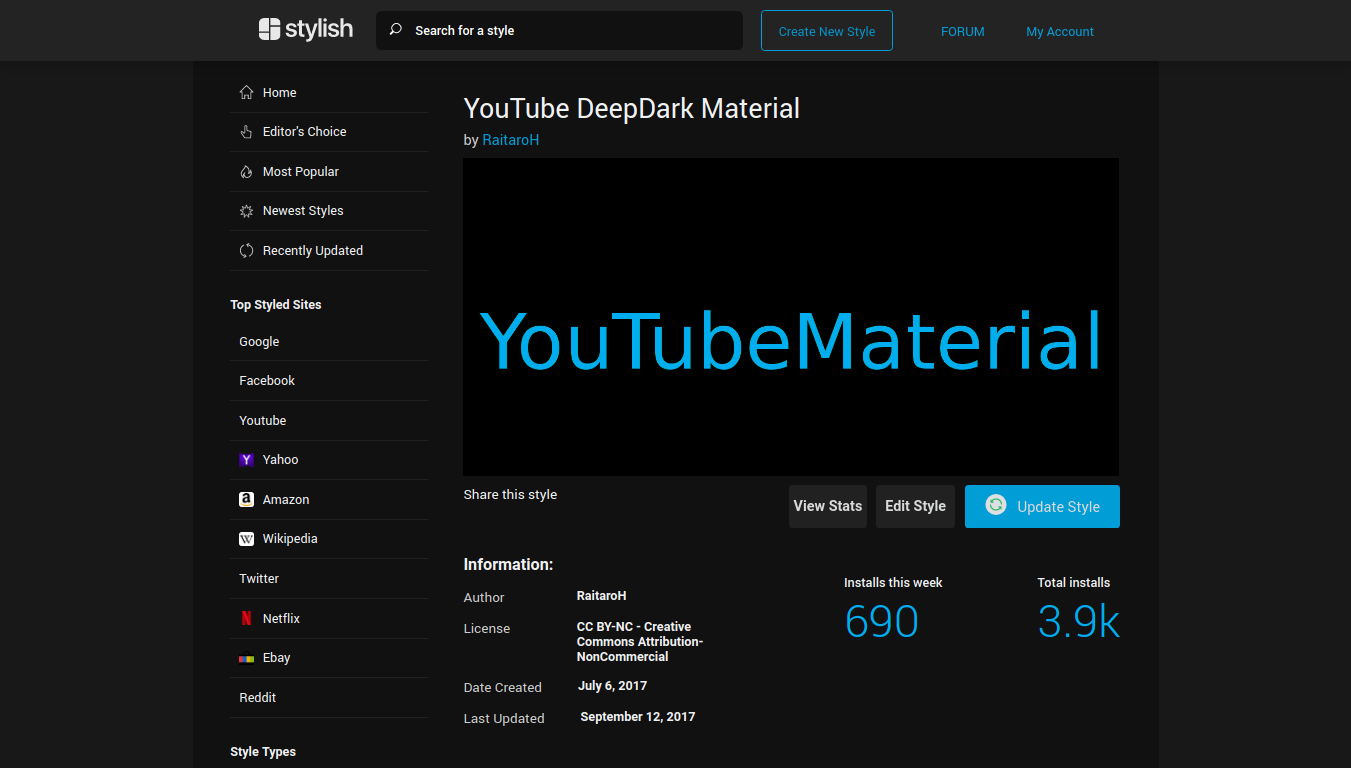 stylish
Search for a style
Create New Style
FORUM
My Account
Home
Editor's Choice
Most Popular
Newest Styles
Recently Updated
Top Styled Sites
Google
Facebook
Youtube
Y Yahoo
a Amazon
W Wikipedia
Twitter
N Netflix
Ebay
Reddit
Style Types
YouTube DeepDark Material
by RaitaroH
YouTubeMaterial
Share this style
View Stats
Edit Style
Update Style
Information:
Author RaitaroH
License CC BY-NC - Creative
Commons Attribution-
NonCommercial
Date Created July 6, 2017
Last Updated September 12, 2017
Installs this week
690
Total installs
3.9k